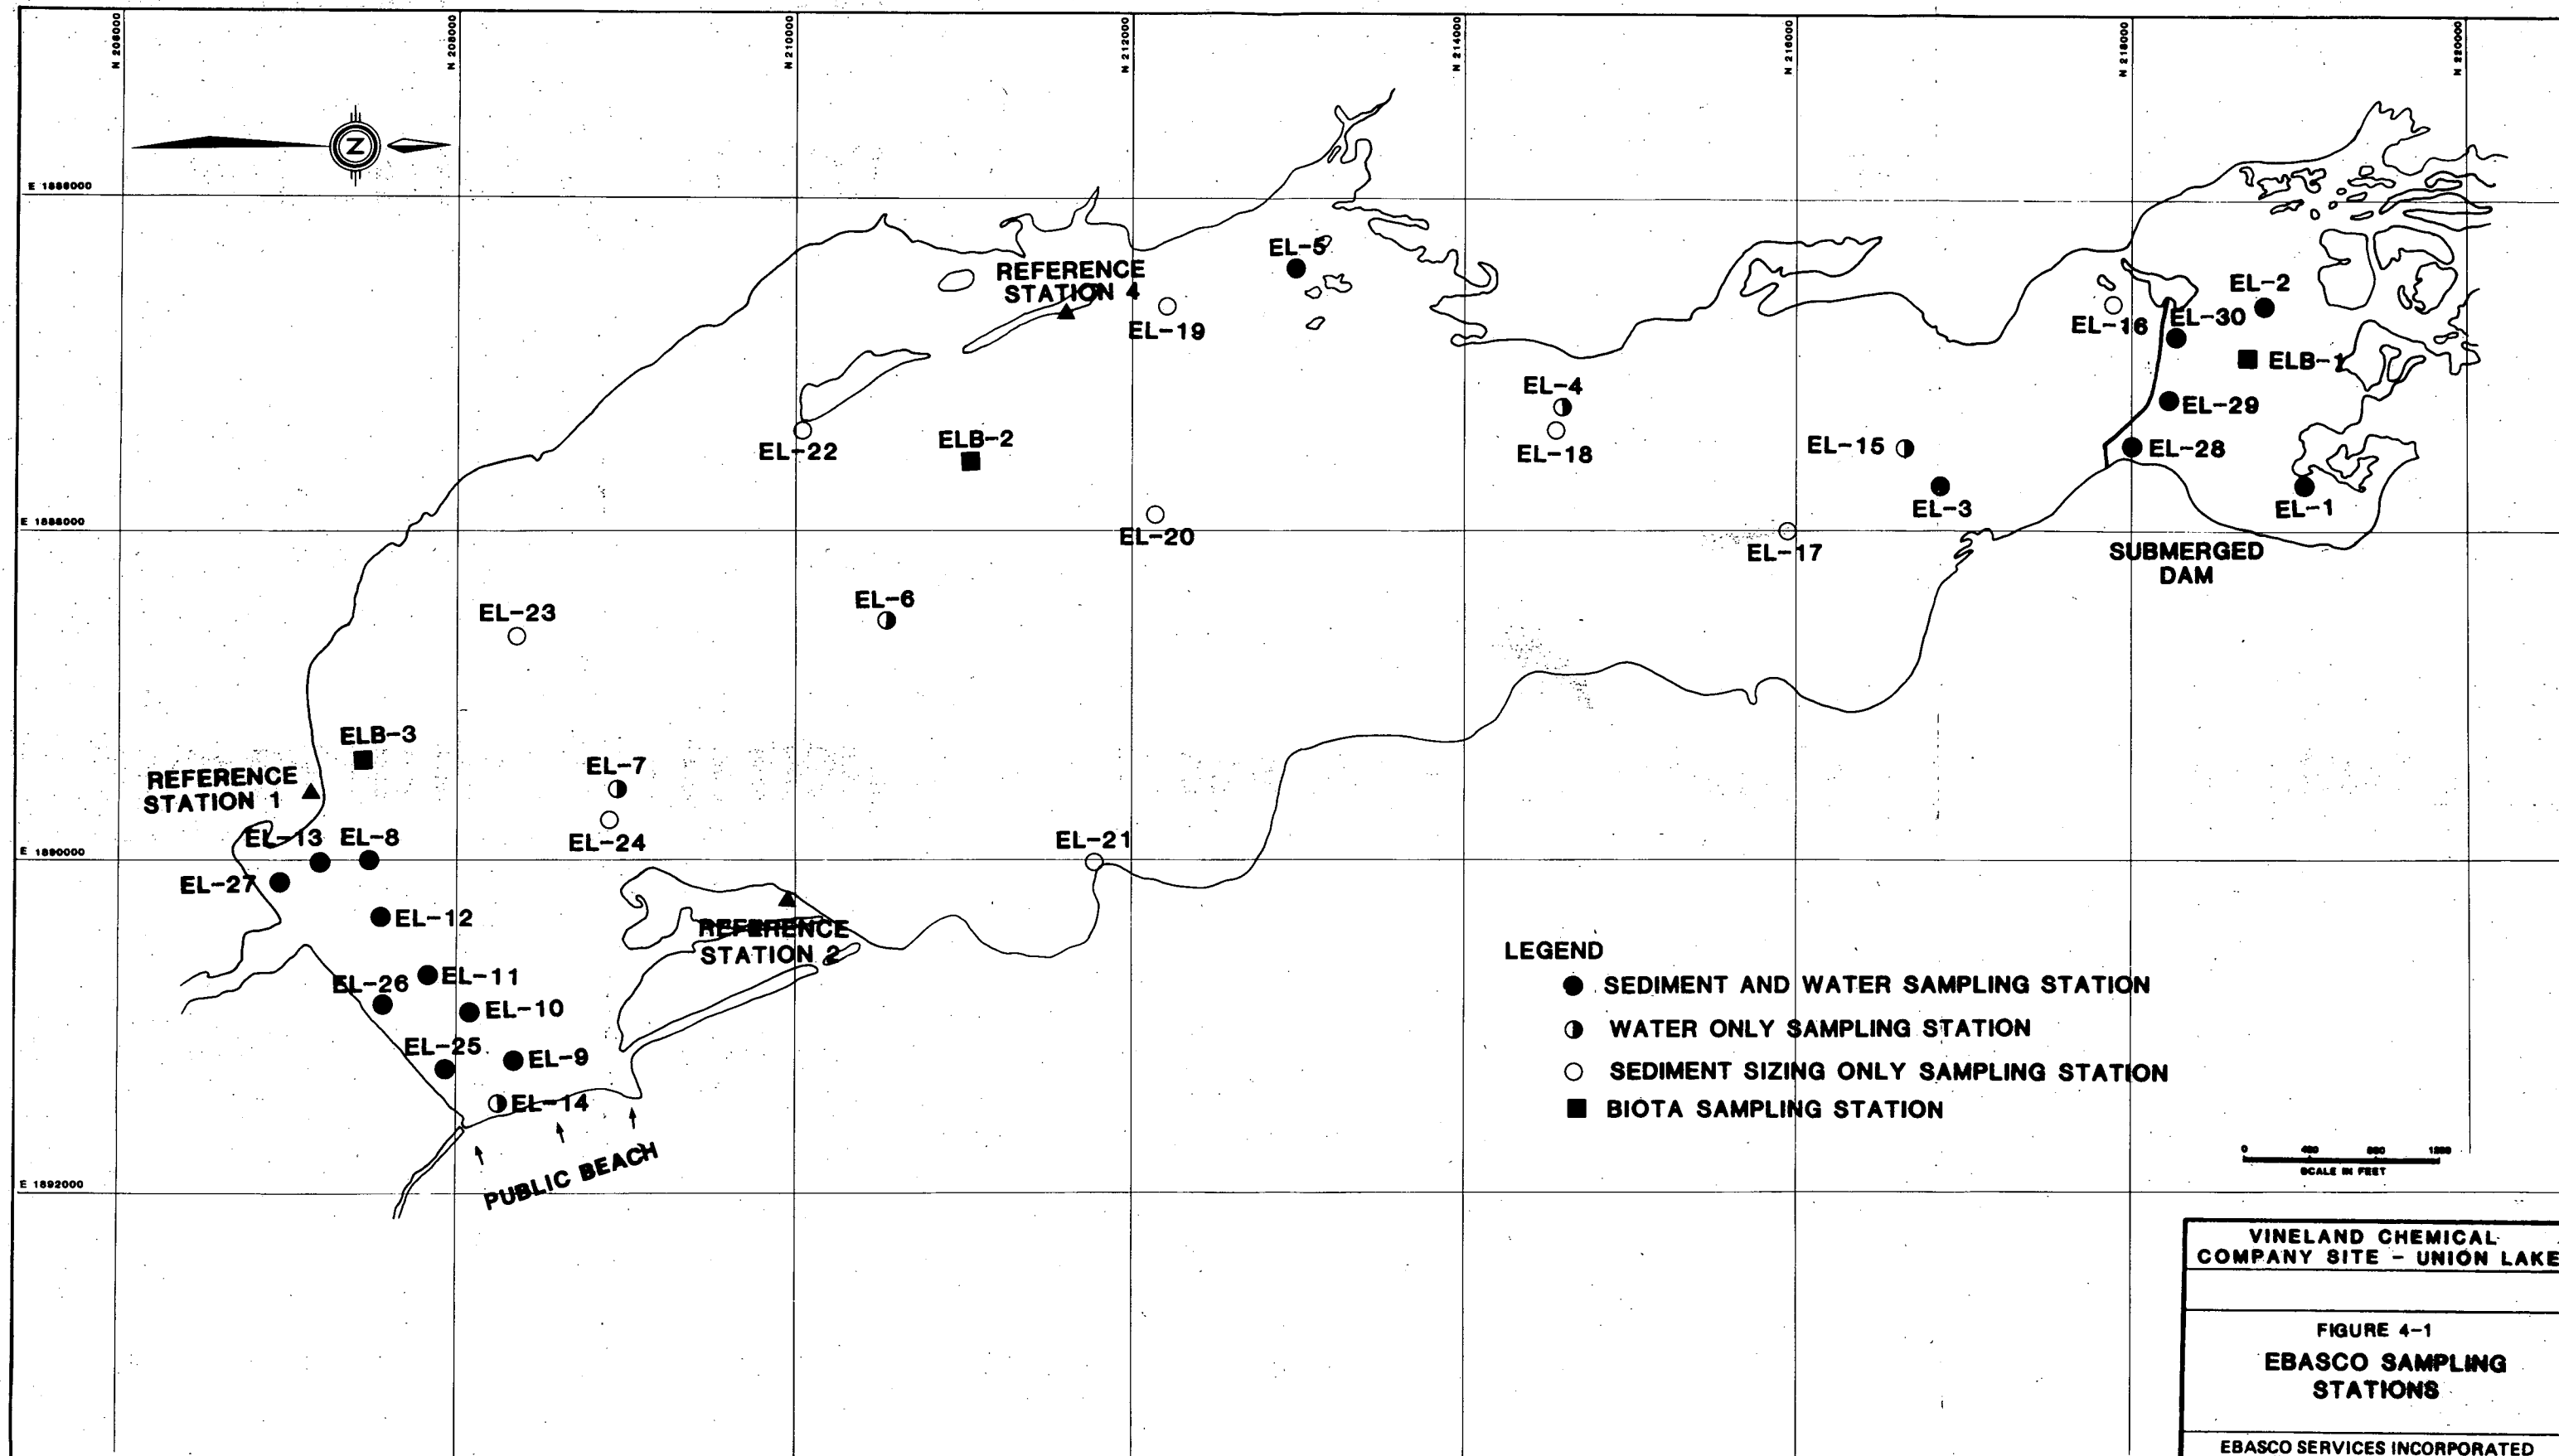 N 206000
N 208000
N 210000
N 212000
N 214000
N 216000
N 218000
N 220000
Z
E 1886000
E 1888000
E 1890000
E 1892000
REFERENCE
STATION 4
EL-5
EL-19
EL-2
EL-16
EL-30
ELB-1
EL-4
EL-29
EL-22
ELB-2
EL-18
EL-15
EL-28
EL-3
EL-1
EL-20
EL-17
SUBMERGED
DAM
EL-23
EL-6
ELB-3
REFERENCE
STATION 1
EL-7
EL-24
EL-13
EL-8
EL-21
EL-27
EL-12
REFERENCE
STATION 2
EL-11
EL-26
EL-10
EL-25
EL-9
EL-14
PUBLIC BEACH
LEGEND
SEDIMENT AND WATER SAMPLING STATION
WATER ONLY SAMPLING STATION
SEDIMENT SIZING ONLY SAMPLING STATION
BIOTA SAMPLING STATION
0 400 800 1200
SCALE IN FEET
VINELAND CHEMICAL
COMPANY SITE - UNION LAKE
FIGURE 4-1
EBASCO SAMPLING
STATIONS
EBASCO SERVICES INCORPORATED